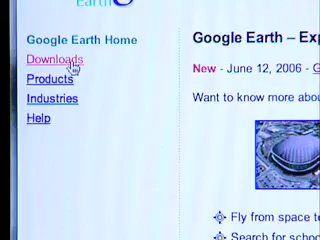 Earth
Google Earth Home
Downloads
Products
Industries
Help
Google Earth – Exp
New - June 12, 2006 - G
Want to know more abou
Fly from space t
Search for schoo